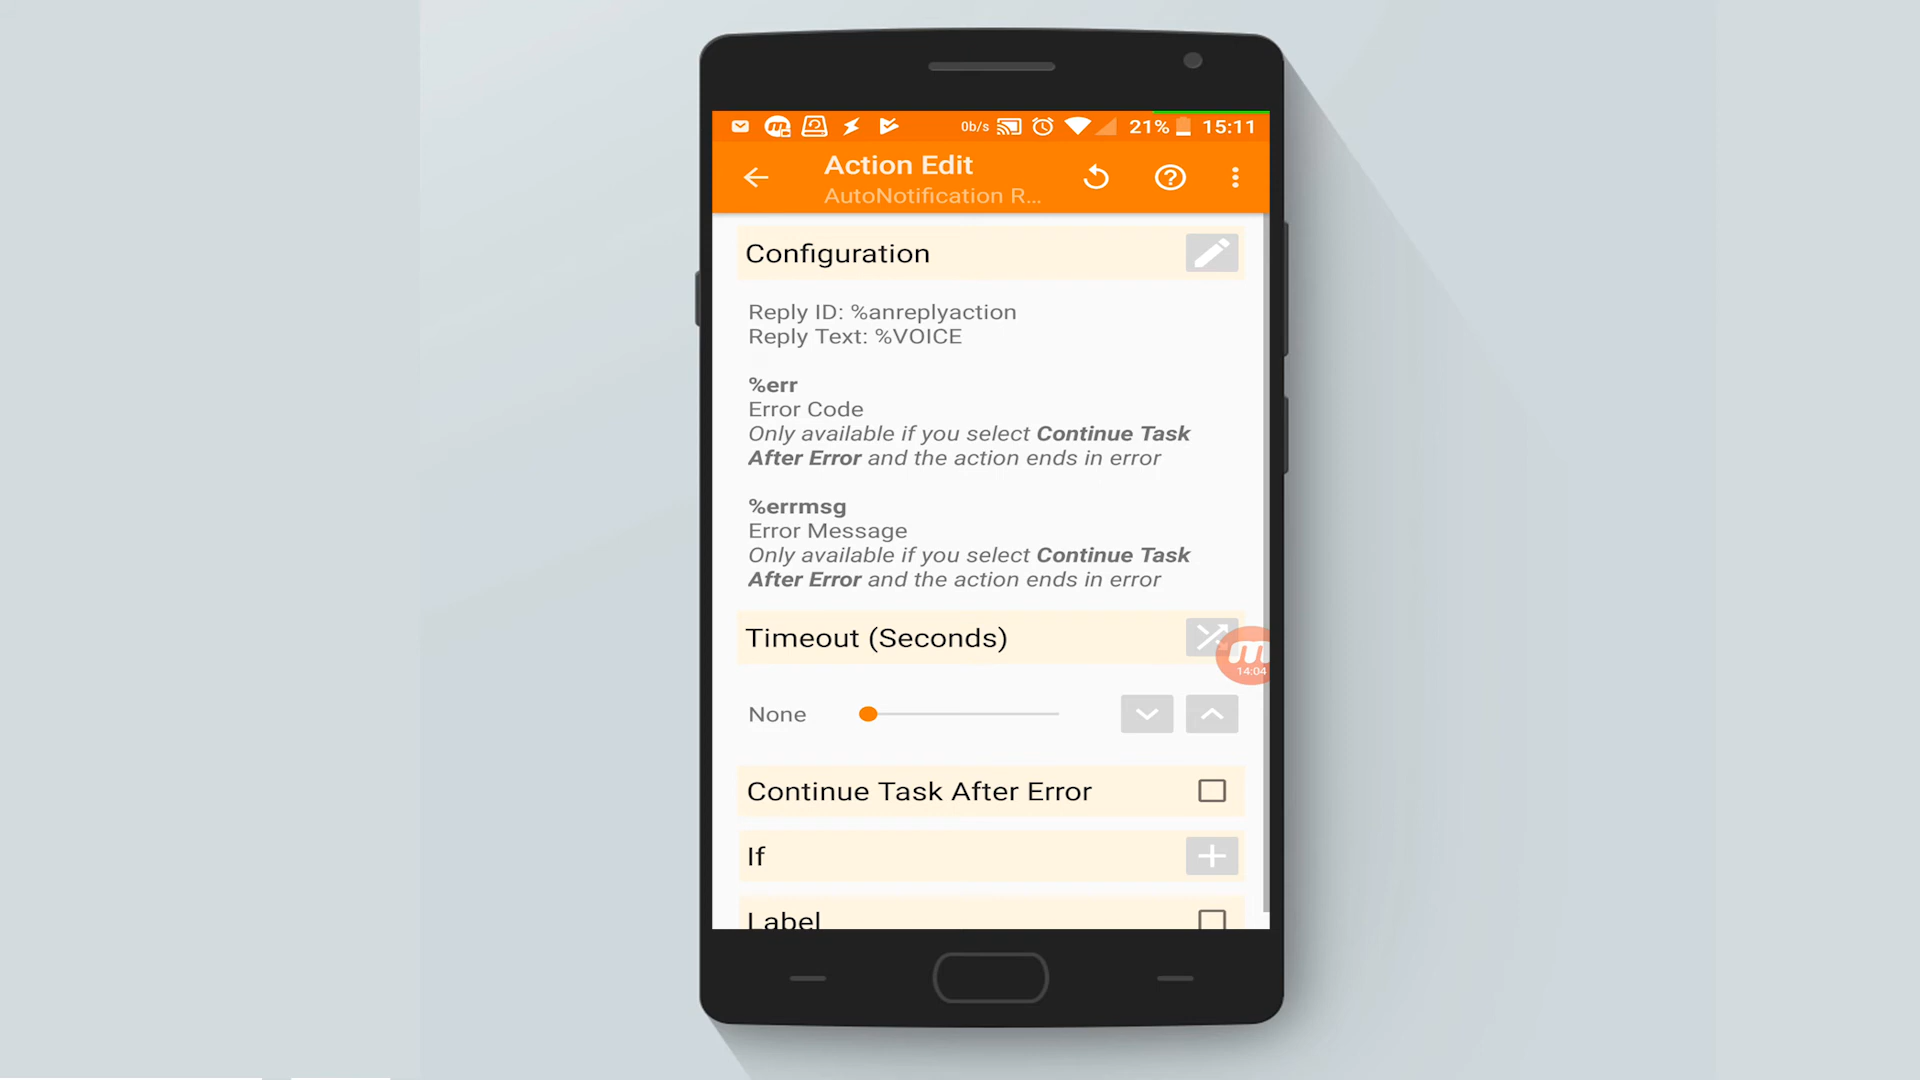 0b/s 21% 15:11
Action Edit
AutoNotification R...
Configuration
Reply ID: %anreplyaction
Reply Text: %VOICE
%err
Error Code
Only available if you select Continue Task
After Error and the action ends in error
%errmsg
Error Message
Only available if you select Continue Task
After Error and the action ends in error
Timeout (Seconds)
14:04
None
Continue Task After Error
If
Label